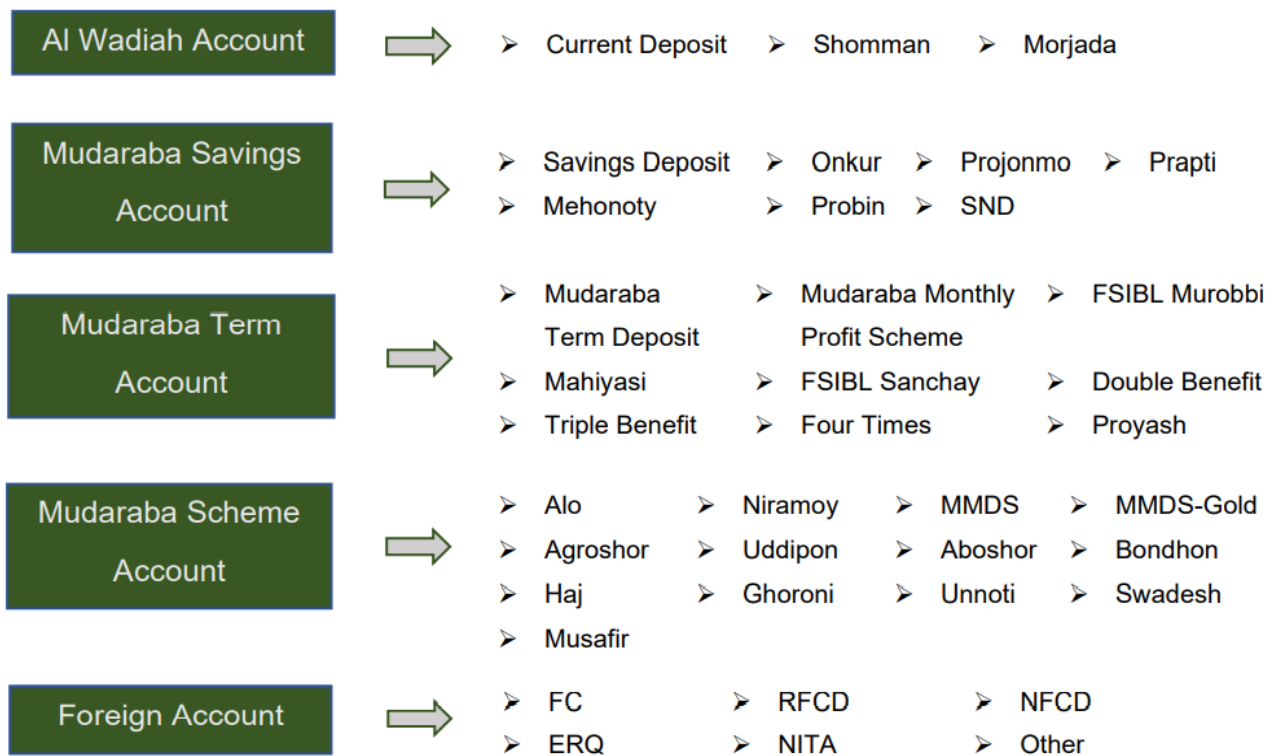 Al Wadiah Account
➢ Current Deposit ➢ Shomman ➢ Morjada
Mudaraba Savings
Account
➢ Savings Deposit ➢ Onkur ➢ Projonmo ➢ Prapti
➢ Mehonoty ➢ Probin ➢ SND
Mudaraba Term
Account
➢ Mudaraba
Term Deposit
➢ Mudaraba Monthly
Profit Scheme
➢ FSIBL Murobbi
➢ Mahiyasi ➢ FSIBL Sanchay ➢ Double Benefit
➢ Triple Benefit ➢ Four Times ➢ Proyash
Mudaraba Scheme
Account
➢ Alo ➢ Niramoy ➢ MMDS ➢ MMDS-Gold
➢ Agroshor ➢ Uddipon ➢ Aboshor ➢ Bondhon
➢ Haj ➢ Ghoroni ➢ Unnoti ➢ Swadesh
➢ Musafir
Foreign Account
➢ FC ➢ RFCD ➢ NFCD
➢ ERQ ➢ NITA ➢ Other